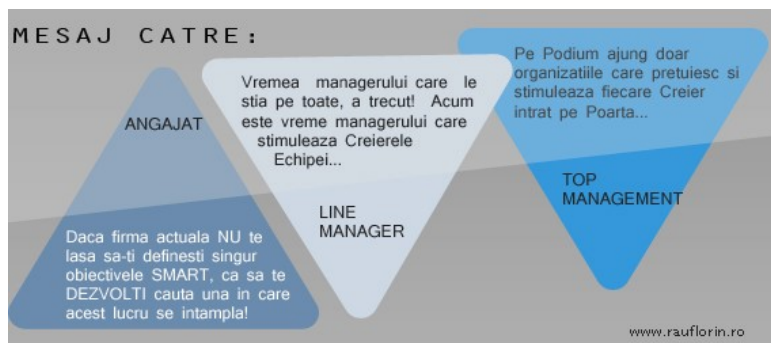 MESAJ CATRE:
ANGAJAT
Daca firma actuala NU te
lasa sa-ti definesti singur
obiectivele SMART, ca sa te
DEZVOLTI cauta una in care
acest lucru se intampla!
Vremea managerului care le
stia pe toate, a trecut! Acum
este vreme managerului care
stimuleaza Creierele
Echipei...
LINE
MANAGER
Pe Podium ajung doar
organizatiile care pretuiesc si
stimuleaza fiecare Creier
intrat pe Poarta...
TOP
MANAGEMENT
www.rauflorin.ro